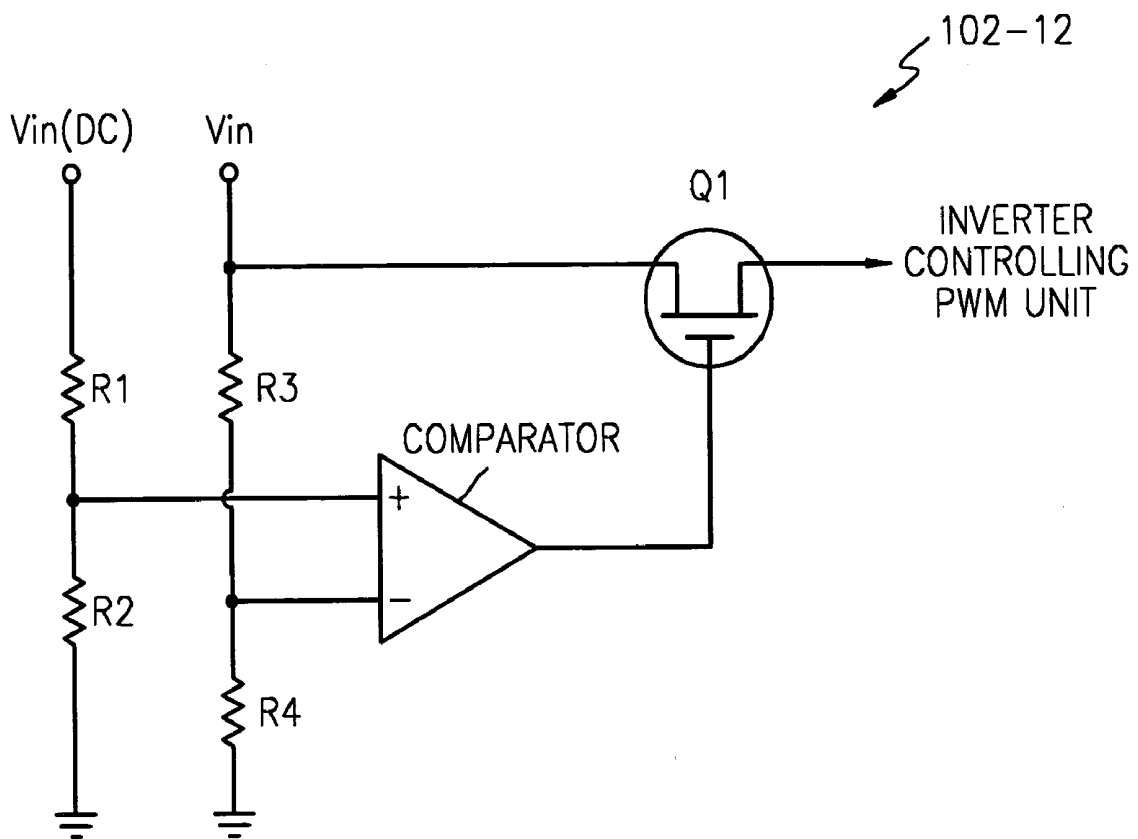 102-12
Vin(DC)
Vin
Q1
INVERTER
CONTROLLING
PWM UNIT
R1
R3
COMPARATOR
+
R2
−
R4